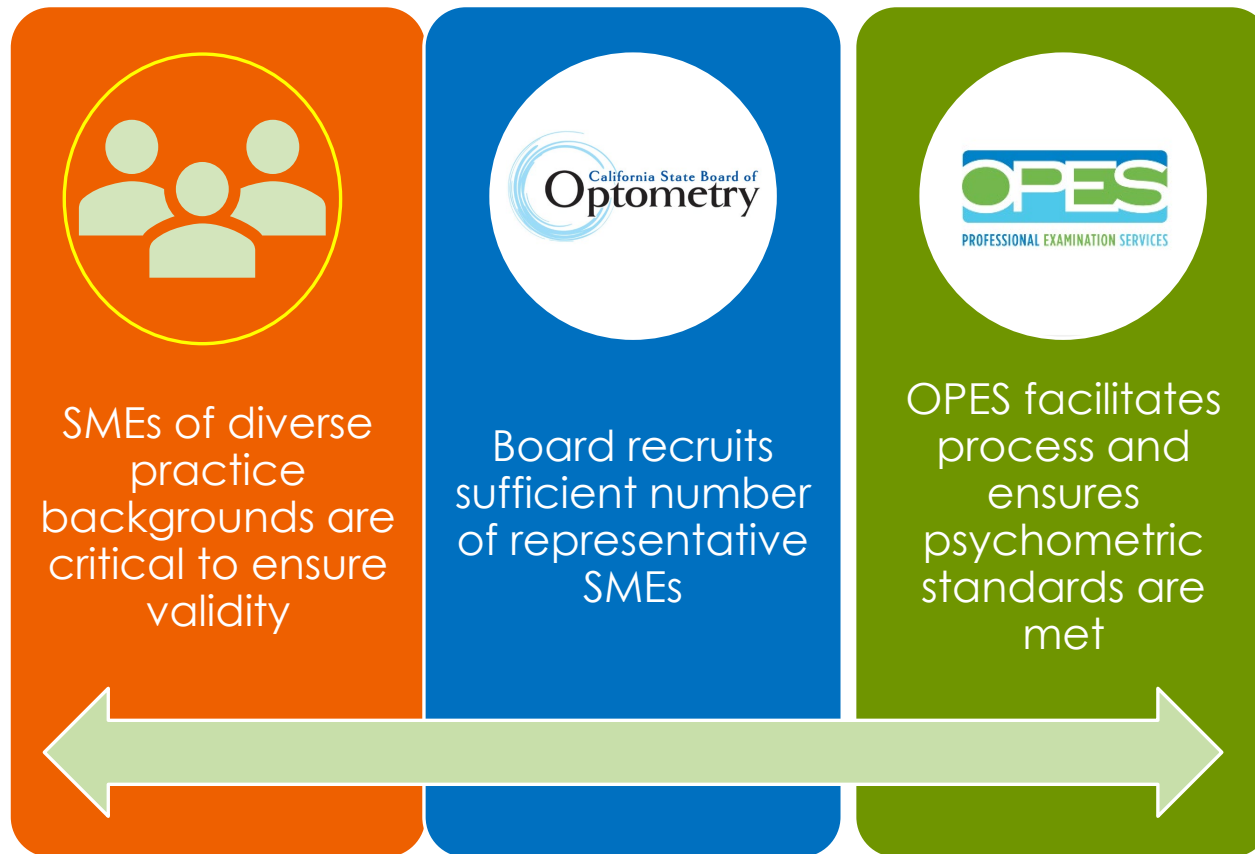 California State Board of
Optometry
OPES
PROFESSIONAL EXAMINATION SERVICES
SMEs of diverse
practice
backgrounds are
critical to ensure
validity
Board recruits
sufficient number
of representative
SMEs
OPES facilitates
process and
ensures
psychometric
standards are
met